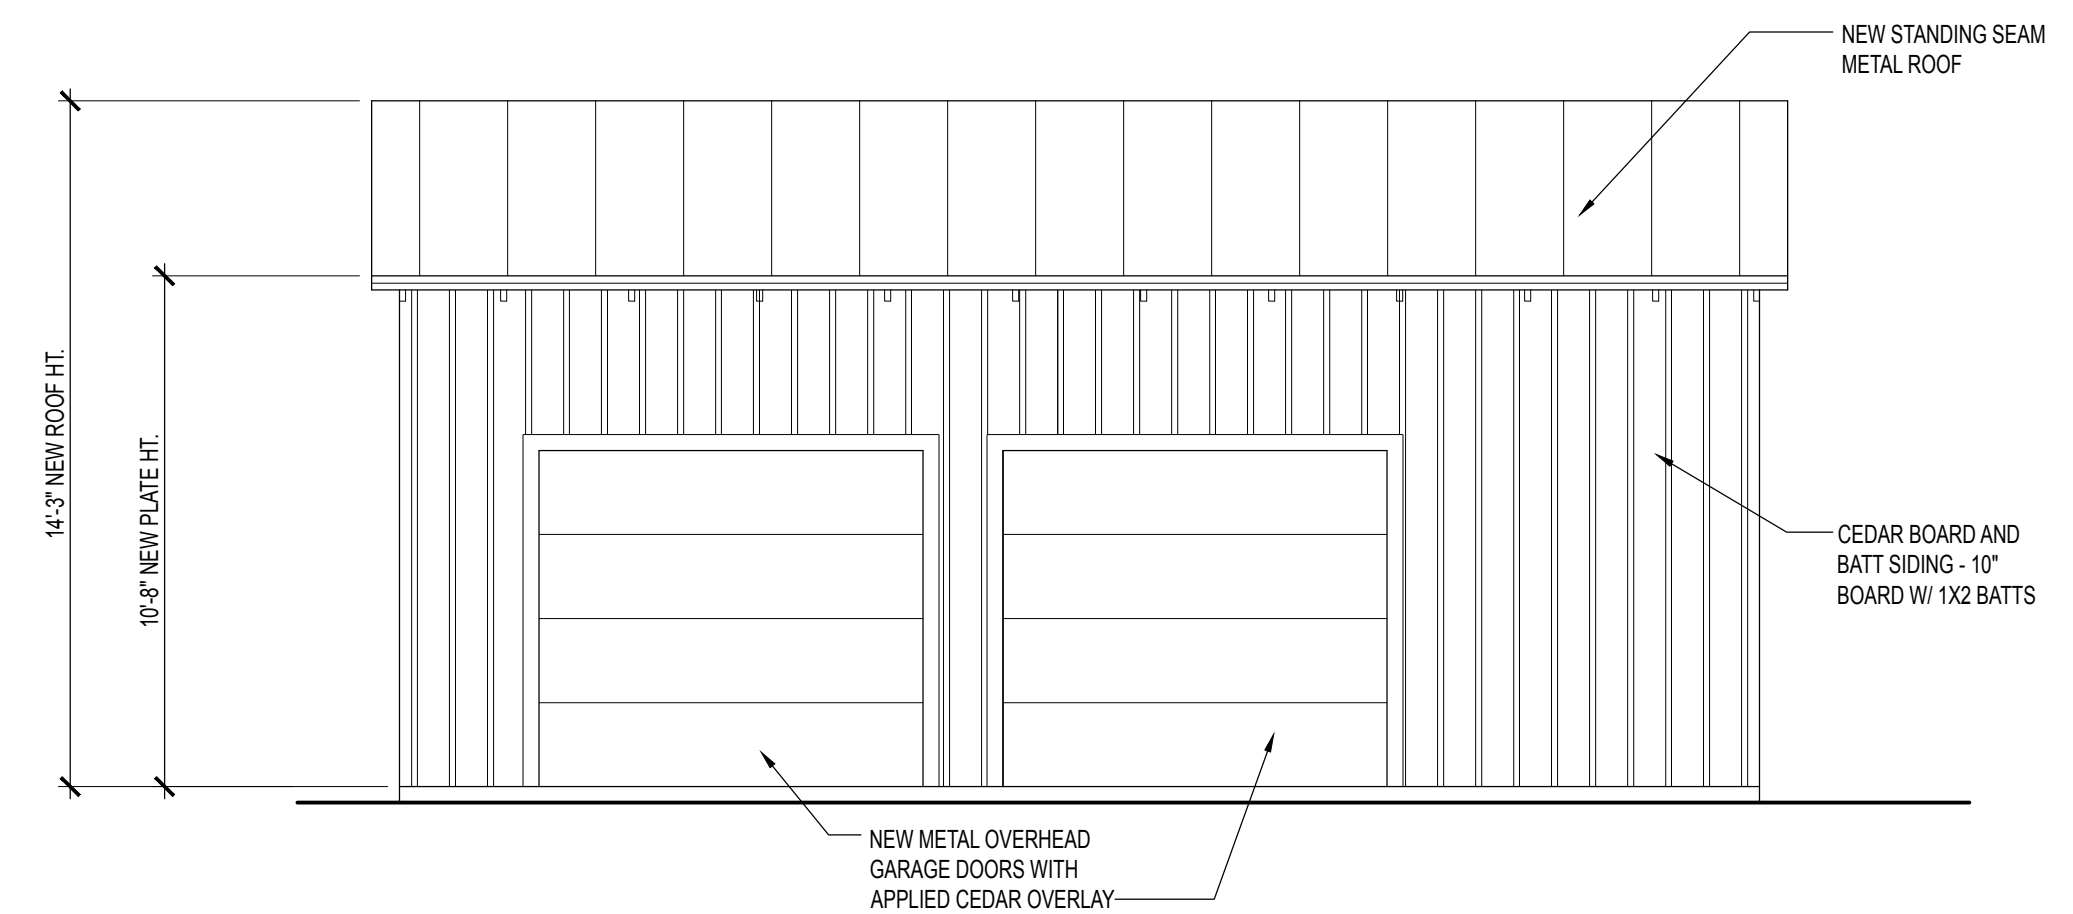 NEW STANDING SEAM
METAL ROOF
14'-3" NEW ROOF HT.
10'-8" NEW PLATE HT.
CEDAR BOARD AND
BATT SIDING - 10"
BOARD W/ 1X2 BATTS
NEW METAL OVERHEAD
GARAGE DOORS WITH
APPLIED CEDAR OVERLAY